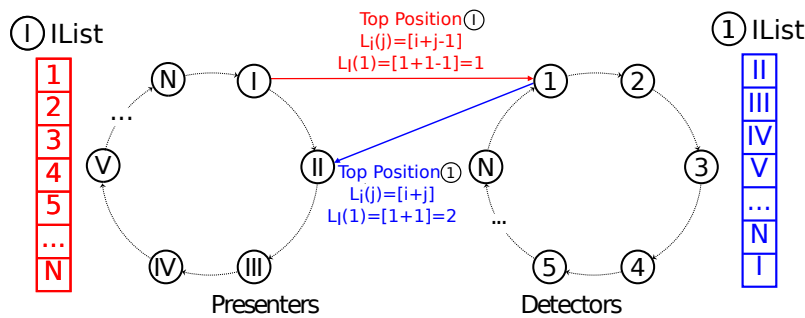 I IList
1
2
3
4
5
...
N
Top Position I
Li(j)=[i+j-1]
LI(1)=[1+1-1]=1
N
I
...
V
II
IV
III
Presenters
Top Position 1
Li(j)=[i+j]
LI(1)=[1+1]=2
1
2
N
3
...
5
4
Detectors
1 IList
II
III
IV
V
...
N
I